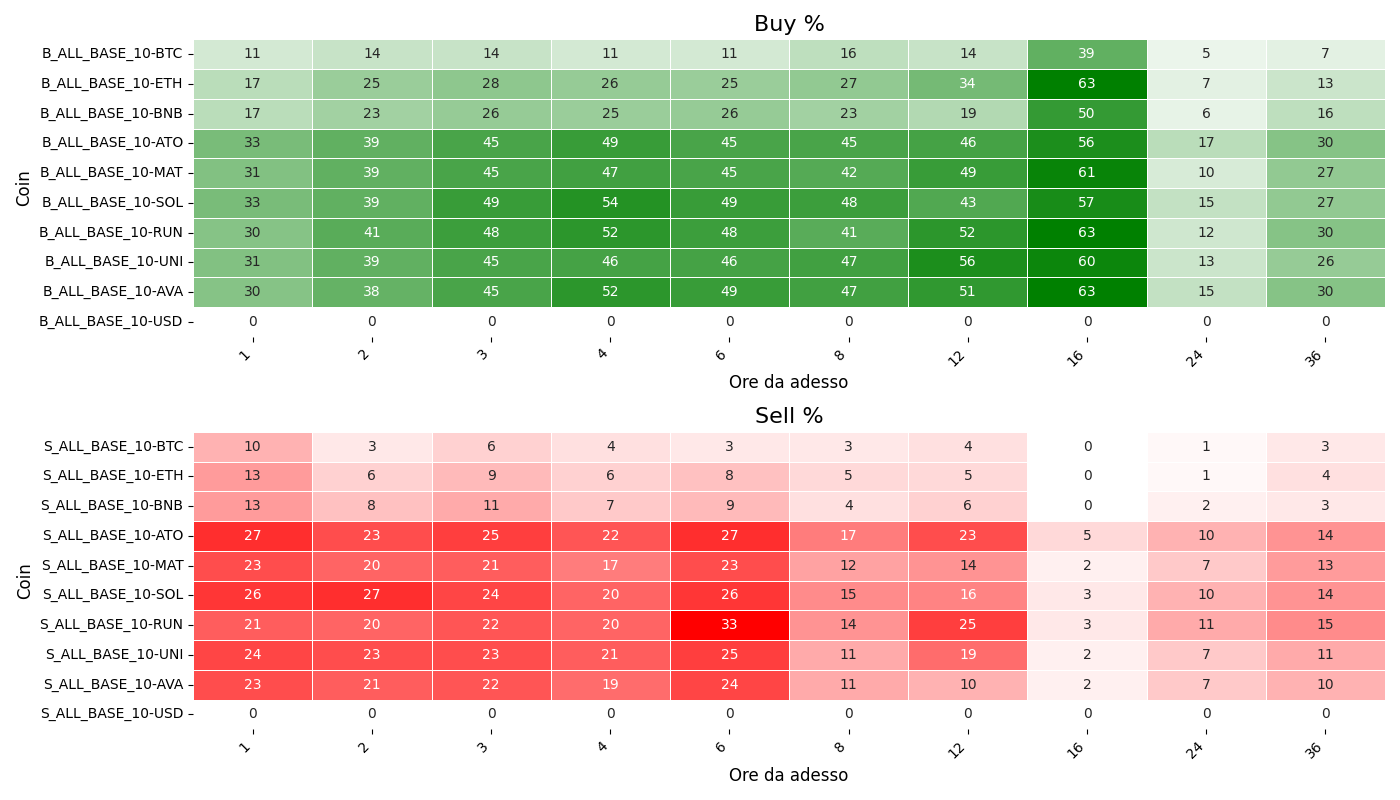 Buy %
Coin
B_ALL_BASE_10-BTC 11 14 14 11 11 16 14 39 5 7
B_ALL_BASE_10-ETH 17 25 28 26 25 27 34 63 7 13
B_ALL_BASE_10-BNB 17 23 26 25 26 23 19 50 6 16
B_ALL_BASE_10-ATO 33 39 45 49 45 45 46 56 17 30
B_ALL_BASE_10-MAT 31 39 45 47 45 42 49 61 10 27
B_ALL_BASE_10-SOL 33 39 49 54 49 48 43 57 15 27
B_ALL_BASE_10-RUN 30 41 48 52 48 41 52 63 12 30
B_ALL_BASE_10-UNI 31 39 45 46 46 47 56 60 13 26
B_ALL_BASE_10-AVA 30 38 45 52 49 47 51 63 15 30
B_ALL_BASE_10-USD 0 0 0 0 0 0 0 0 0 0
1 2 3 4 6 8 12 16 24 36
Ore da adesso
Sell %
Coin
S_ALL_BASE_10-BTC 10 3 6 4 3 3 4 0 1 3
S_ALL_BASE_10-ETH 13 6 9 6 8 5 5 0 1 4
S_ALL_BASE_10-BNB 13 8 11 7 9 4 6 0 2 3
S_ALL_BASE_10-ATO 27 23 25 22 27 17 23 5 10 14
S_ALL_BASE_10-MAT 23 20 21 17 23 12 14 2 7 13
S_ALL_BASE_10-SOL 26 27 24 20 26 15 16 3 10 14
S_ALL_BASE_10-RUN 21 20 22 20 33 14 25 3 11 15
S_ALL_BASE_10-UNI 24 23 23 21 25 11 19 2 7 11
S_ALL_BASE_10-AVA 23 21 22 19 24 11 10 2 7 10
S_ALL_BASE_10-USD 0 0 0 0 0 0 0 0 0 0
1 2 3 4 6 8 12 16 24 36
Ore da adesso